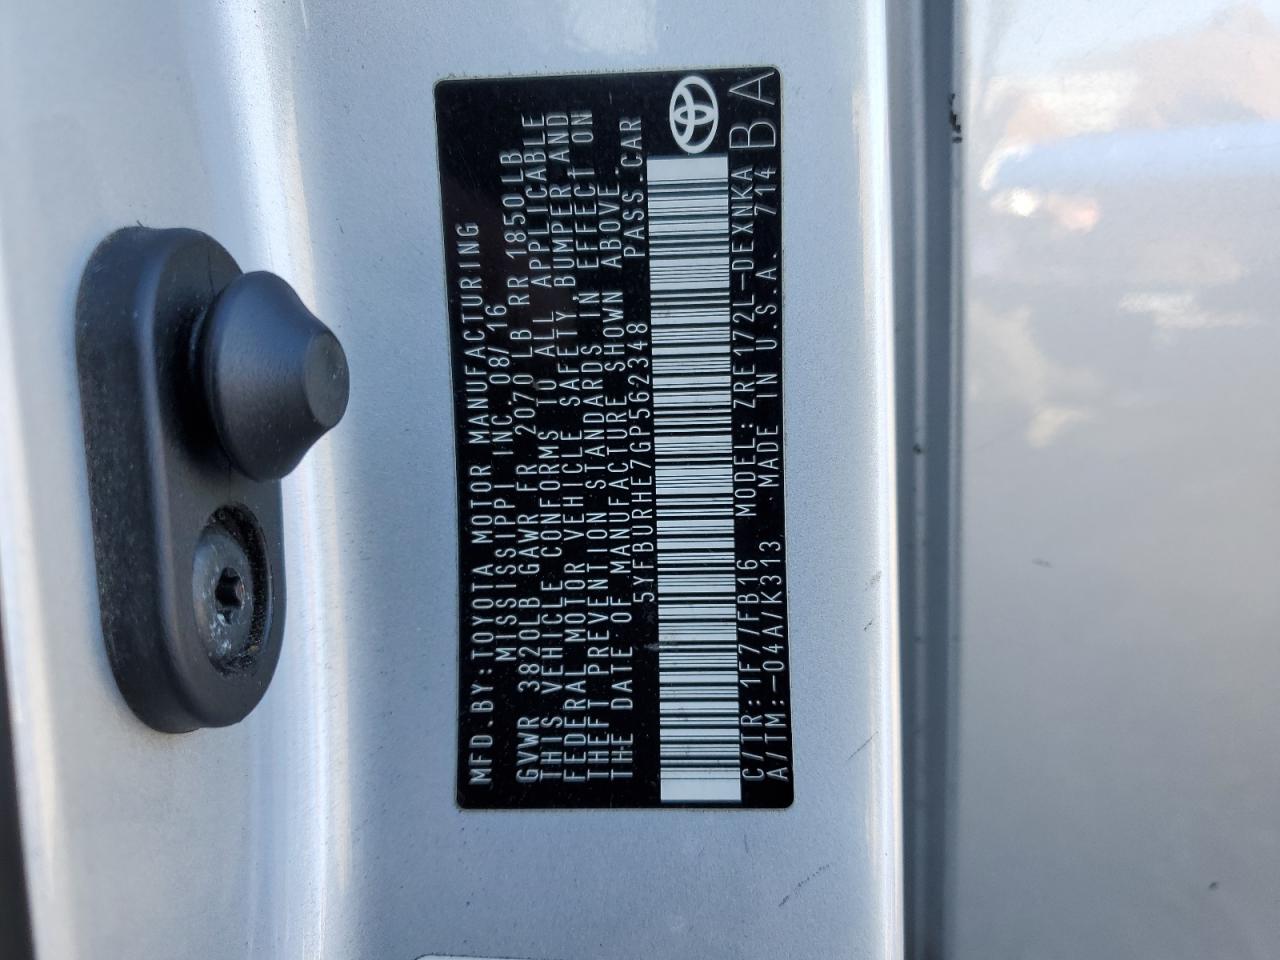 MFD.BY:TOYOTA MOTOR MANUFACTURING
MISSISSIPPI INC. 08/16
GVWR 3820LB GAWR FR 2070 LB RR 1850LB
THIS VEHICLE CONFORMS TO ALL APPLICABLE
FEDERAL MOTOR VEHICLE SAFETY,BUMPER AND
THEFT PREVENTION STANDARDS IN EFFECT ON
THE DATE OF MANUFACTURE SHOWN ABOVE.
5YFBURHE7GP562348 PASS.CAR
C/TR:1F7/FB16 MODEL:ZRE172L-DEXNKA
A/TM:-04A/K313 MADE IN U.S.A. 714
BA